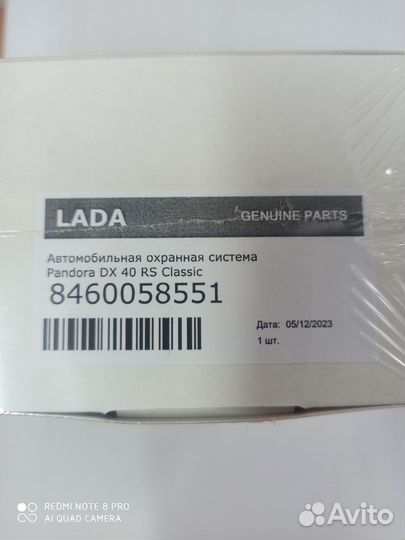 LADA
GENUINE PARTS
Автомобильная охранная система
Pandora DX 40 RS Classic
8460058551
Дата: 05/12/2023
1 шт.
REDMI NOTE 8 PRO
AI QUAD CAMERA
Avito